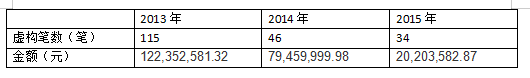 2013 年 2014 年 2015 年
虚构笔数（笔） 115 46 34
金额（元） 122,352,581.32 79,459,999.98 20,203,582.87